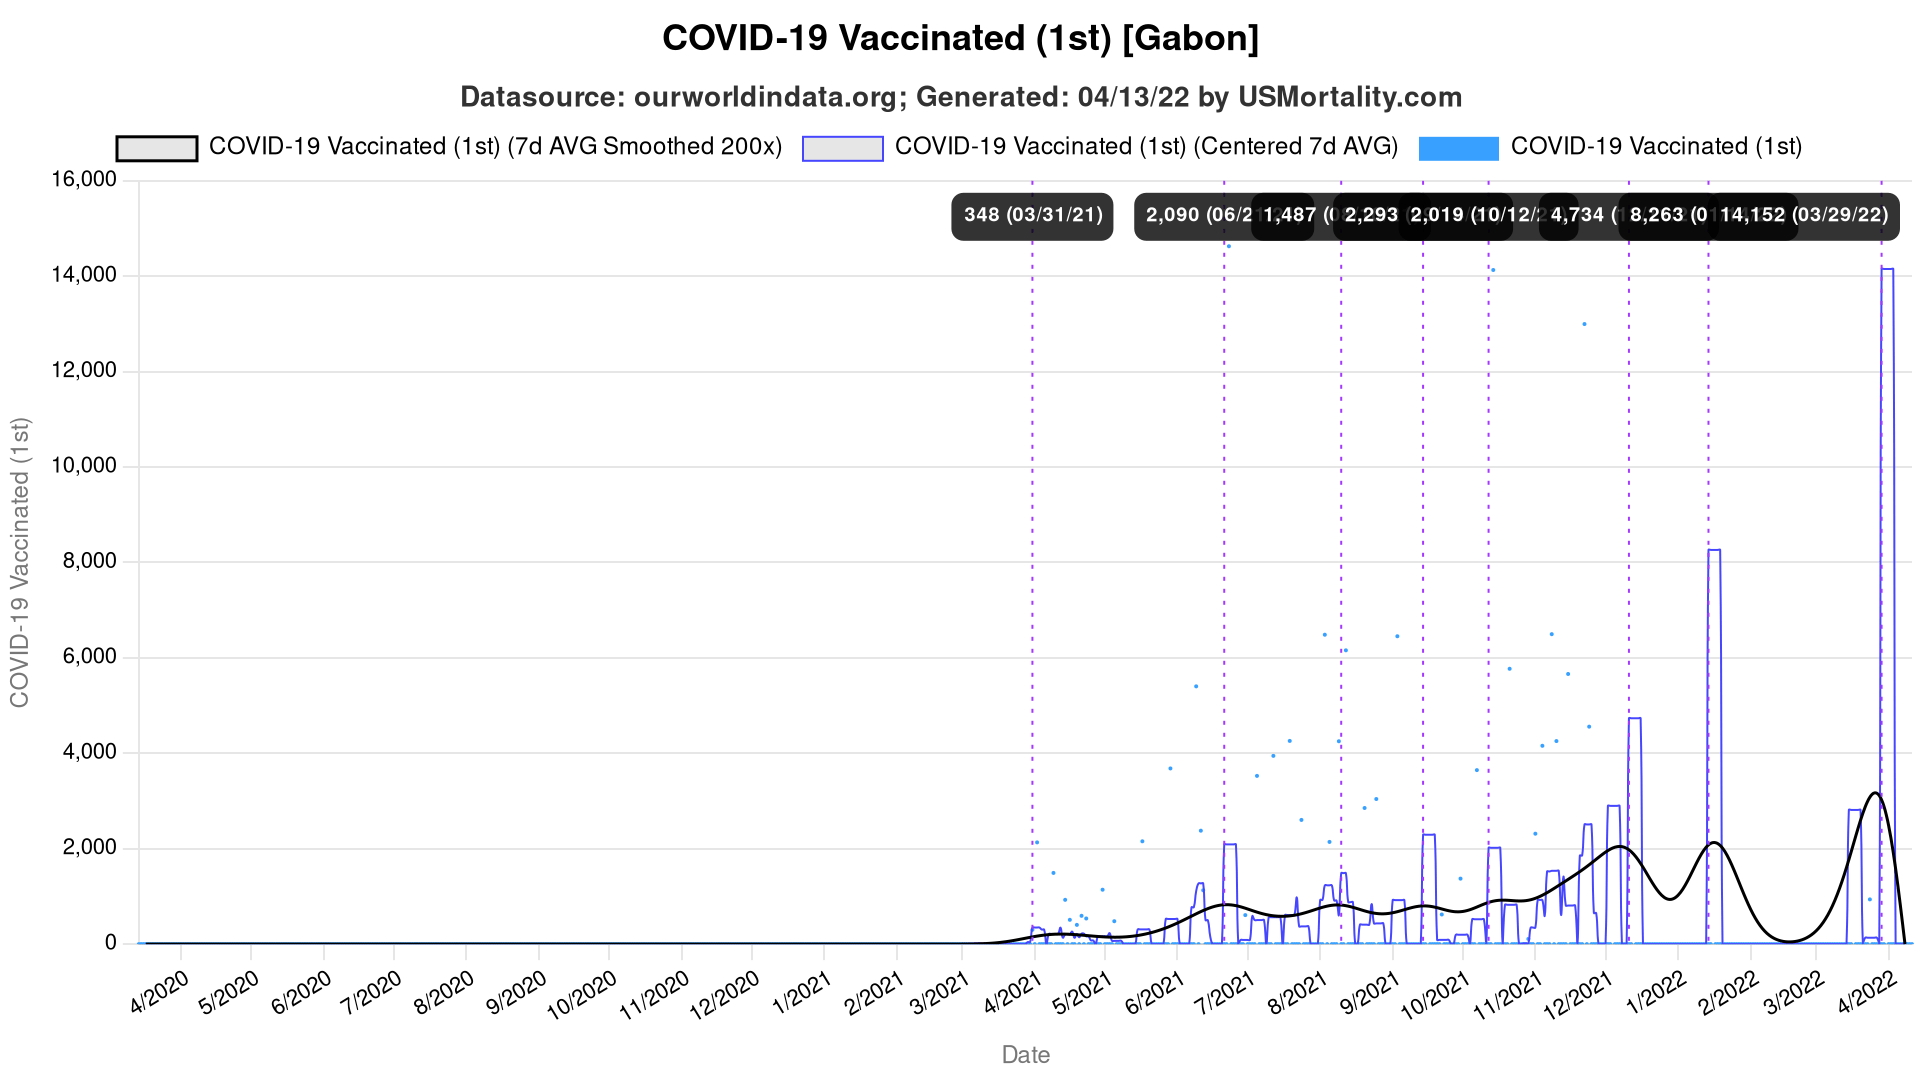 COVID-19 Vaccinated (1st) [Gabon]
Datasource: ourworldindata.org; Generated: 04/13/22 by USMortality.com
COVID-19 Vaccinated (1st) (7d AVG Smoothed 200x) COVID-19 Vaccinated (1st) (Centered 7d AVG) COVID-19 Vaccinated (1st)
16,000
348 (03/31/21) 2,090 (06/2 1,487 ( 2,293 2,019 (10/12/2 4,734 ( 8,263 (0 14,152 (03/29/22)
14,000
12,000
10,000
8,000
6,000
4,000
2,000
0
COVID-19 Vaccinated (1st)
4/2020 5/2020 6/2020 7/2020 8/2020 9/2020 10/2020 11/2020 12/2020 1/2021 2/2021 3/2021 4/2021 5/2021 6/2021 7/2021 8/2021 9/2021 10/2021 11/2021 12/2021 1/2022 2/2022 3/2022 4/2022
Date